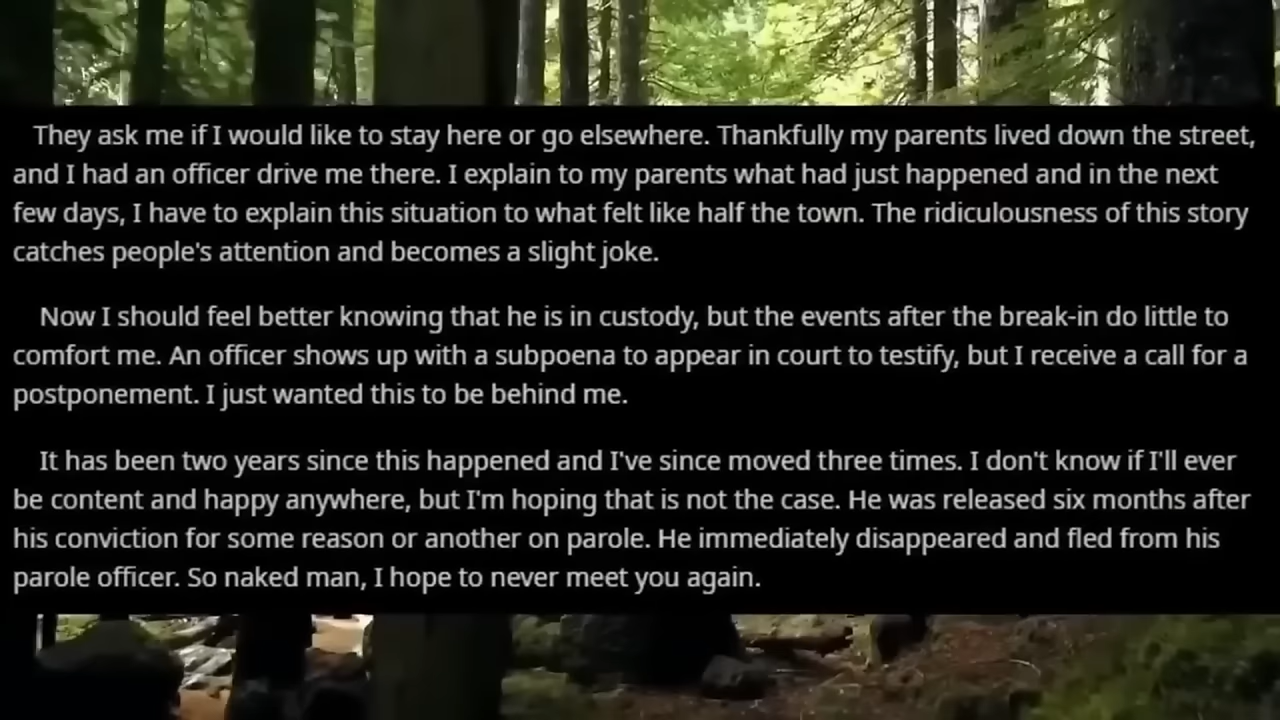 They ask me if I would like to stay here or go elsewhere. Thankfully my parents lived down the street,
and I had an officer drive me there. I explain to my parents what had just happened and in the next
few days, I have to explain this situation to what felt like half the town. The ridiculousness of this story
catches people's attention and becomes a slight joke.
Now I should feel better knowing that he is in custody, but the events after the break-in do little to
comfort me. An officer shows up with a subpoena to appear in court to testify, but I receive a call for a
postponement. I just wanted this to be behind me.
It has been two years since this happened and I've since moved three times. I don't know if I'll ever
be content and happy anywhere, but I'm hoping that is not the case. He was released six months after
his conviction for some reason or another on parole. He immediately disappeared and fled from his
parole officer. So naked man, I hope to never meet you again.